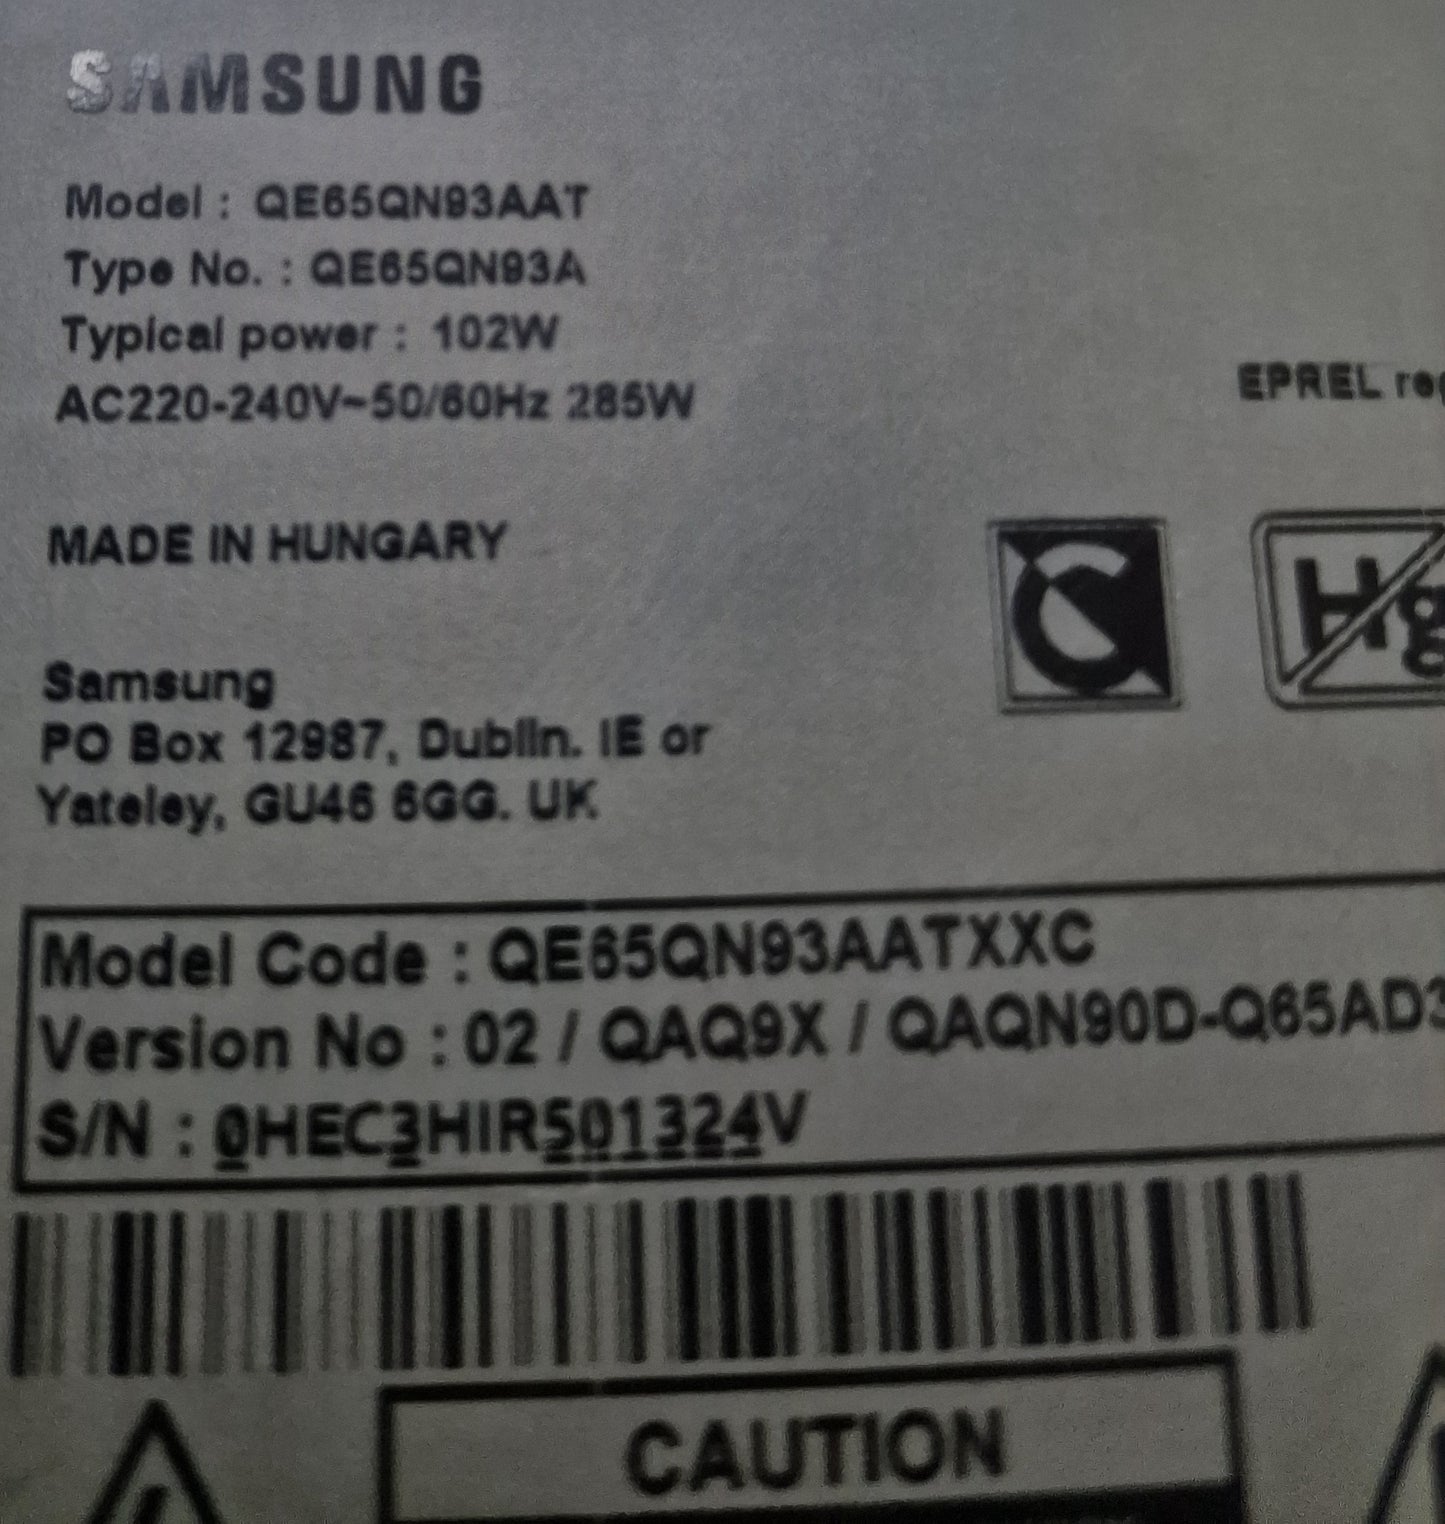 SAMSUNG
Model : QE65QN93AAT
Type No. : QE65QN93A
Typical power : 102W
AC220-240V~50/60Hz 285W
EPREL
MADE IN HUNGARY
Hg
Samsung
PO Box 12987, Dublin. IE or
Yateley, GU46 6GG. UK
Model Code : QE65QN93AATXXC
Version No : 02 / QAQ9X / QAQN90D-Q65AD3
S/N : 0HEC3HIR501324V
CAUTION